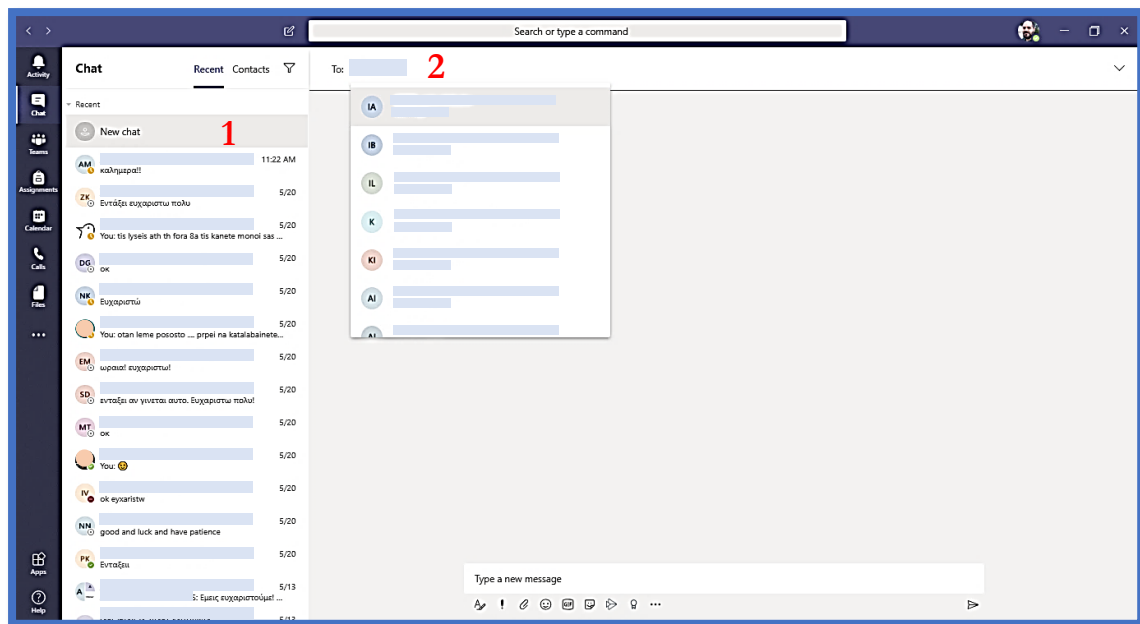 Search or type a command
Activity
Chat
Teams
Assignments
Calendar
Calls
Files
Apps
Help
Chat
Recent
Contacts
Recent
New chat
1
AM
11:22 AM
καλημερα!!
ZK
5/20
Εντάξει ευχαριστω πολυ
5/20
You: tis lyseis ath th fora 8a tis kanete monoi sas ...
DG
5/20
οκ
NK
5/20
Ευχαριστώ
5/20
You: otan leme pososto .... prpei na katalabainete...
EM
5/20
ωραια! ευχαριστω!
SD
5/20
ενταξει αν γινεται αυτο. Ευχαριστω πολυ!
MT
5/20
οκ
5/20
You:
IV
5/20
ok eyxaristw
NN
5/20
good and luck and have patience
PK
5/20
Ενταξει
A
5/13
: Εμεις ευχαριστούμε! ...
5/13
To:
2
IA
IB
IL
K
KI
AI
AI
Type a new message
GIF